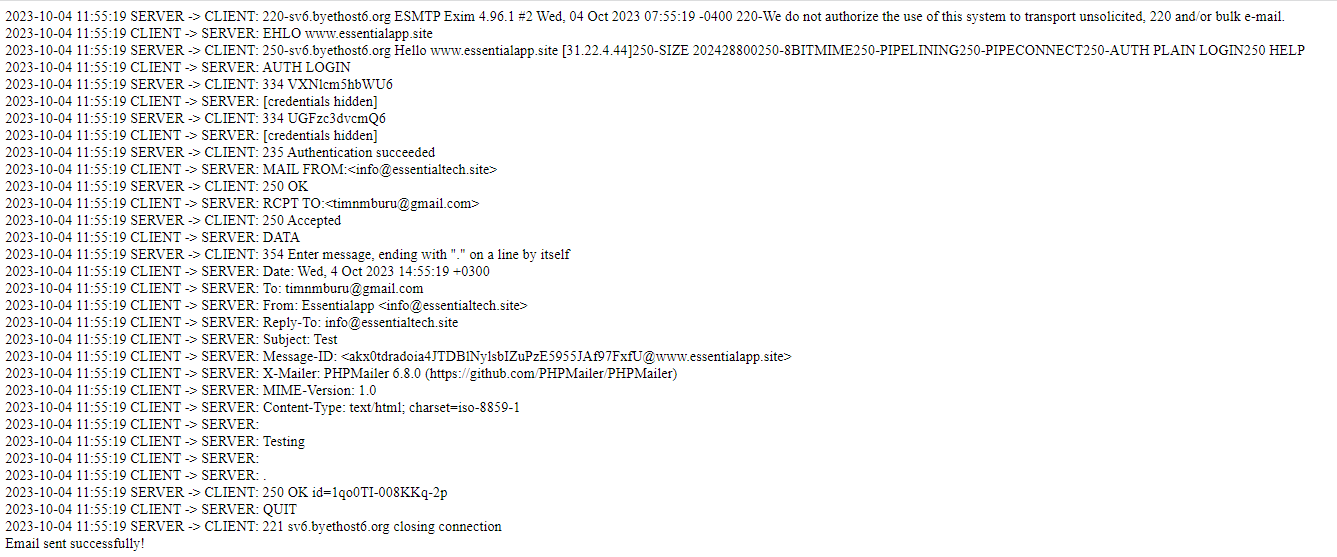 2023-10-04 11:55:19 SERVER -> CLIENT: 220-sv6.byethost6.org ESMTP Exim 4.96.1 #2 Wed, 04 Oct 2023 07:55:19 -0400 220-We do not authorize the use of this system to transport unsolicited, 220 and/or bulk e-mail.
2023-10-04 11:55:19 CLIENT -> SERVER: EHLO www.essentialapp.site
2023-10-04 11:55:19 SERVER -> CLIENT: 250-sv6.byethost6.org Hello www.essentialapp.site [31.22.4.44]250-SIZE 202428800250-8BITMIME250-PIPELINING250-PIPECONNECT250-AUTH PLAIN LOGIN250 HELP
2023-10-04 11:55:19 CLIENT -> SERVER: AUTH LOGIN
2023-10-04 11:55:19 SERVER -> CLIENT: 334 VXNlcm5hbWU6
2023-10-04 11:55:19 CLIENT -> SERVER: [credentials hidden]
2023-10-04 11:55:19 SERVER -> CLIENT: 334 UGFzc3dvcmQ6
2023-10-04 11:55:19 CLIENT -> SERVER: [credentials hidden]
2023-10-04 11:55:19 SERVER -> CLIENT: 235 Authentication succeeded
2023-10-04 11:55:19 CLIENT -> SERVER: MAIL FROM:<info@essentialtech.site>
2023-10-04 11:55:19 SERVER -> CLIENT: 250 OK
2023-10-04 11:55:19 CLIENT -> SERVER: RCPT TO:<timnmburu@gmail.com>
2023-10-04 11:55:19 SERVER -> CLIENT: 250 Accepted
2023-10-04 11:55:19 CLIENT -> SERVER: DATA
2023-10-04 11:55:19 SERVER -> CLIENT: 354 Enter message, ending with "." on a line by itself
2023-10-04 11:55:19 CLIENT -> SERVER: Date: Wed, 4 Oct 2023 14:55:19 +0300
2023-10-04 11:55:19 CLIENT -> SERVER: To: timnmburu@gmail.com
2023-10-04 11:55:19 CLIENT -> SERVER: From: Essentialapp <info@essentialtech.site>
2023-10-04 11:55:19 CLIENT -> SERVER: Reply-To: info@essentialtech.site
2023-10-04 11:55:19 CLIENT -> SERVER: Subject: Test
2023-10-04 11:55:19 CLIENT -> SERVER: Message-ID: <akx0tdradoia4JTDBlNylsbIZuPzE5955JAf97FxfU@www.essentialapp.site>
2023-10-04 11:55:19 CLIENT -> SERVER: X-Mailer: PHPMailer 6.8.0 (https://github.com/PHPMailer/PHPMailer)
2023-10-04 11:55:19 CLIENT -> SERVER: MIME-Version: 1.0
2023-10-04 11:55:19 CLIENT -> SERVER: Content-Type: text/html; charset=iso-8859-1
2023-10-04 11:55:19 CLIENT -> SERVER:
2023-10-04 11:55:19 CLIENT -> SERVER: Testing
2023-10-04 11:55:19 CLIENT -> SERVER:
2023-10-04 11:55:19 CLIENT -> SERVER: .
2023-10-04 11:55:19 SERVER -> CLIENT: 250 OK id=1qo0TI-008KKq-2p
2023-10-04 11:55:19 CLIENT -> SERVER: QUIT
2023-10-04 11:55:19 SERVER -> CLIENT: 221 sv6.byethost6.org closing connection
Email sent successfully!